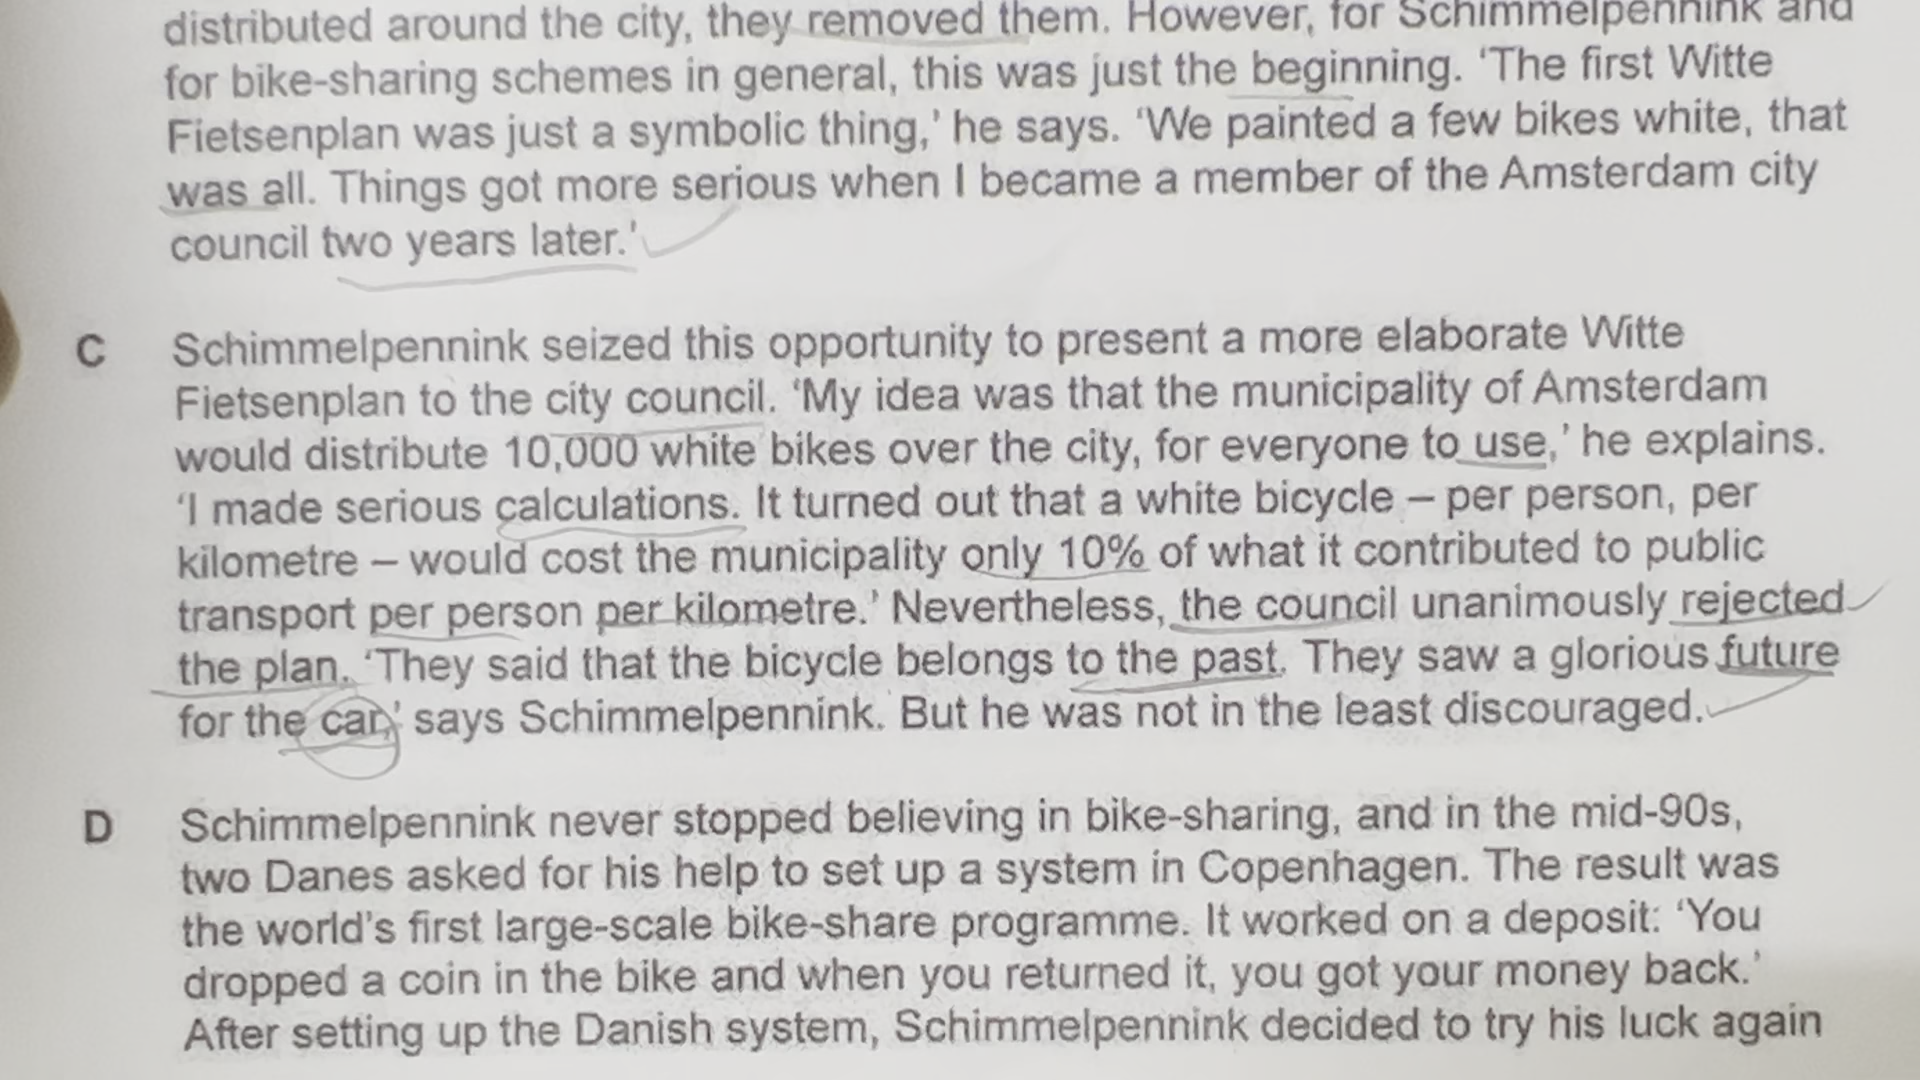 distributed around the city, they removed them. However, for Schimmelpennink and
for bike-sharing schemes in general, this was just the beginning. ‘The first Witte
Fietsenplan was just a symbolic thing,’ he says. ‘We painted a few bikes white, that
was all. Things got more serious when I became a member of the Amsterdam city
council two years later.’
C Schimmelpennink seized this opportunity to present a more elaborate Witte
Fietsenplan to the city council. ‘My idea was that the municipality of Amsterdam
would distribute 10,000 white bikes over the city, for everyone to use,’ he explains.
‘I made serious calculations. It turned out that a white bicycle – per person, per
kilometre – would cost the municipality only 10% of what it contributed to public
transport per person per kilometre.’ Nevertheless, the council unanimously rejected
the plan. ‘They said that the bicycle belongs to the past. They saw a glorious future
for the car,’ says Schimmelpennink. But he was not in the least discouraged.
D Schimmelpennink never stopped believing in bike-sharing, and in the mid-90s,
two Danes asked for his help to set up a system in Copenhagen. The result was
the world’s first large-scale bike-share programme. It worked on a deposit: ‘You
dropped a coin in the bike and when you returned it, you got your money back.’
After setting up the Danish system, Schimmelpennink decided to try his luck again